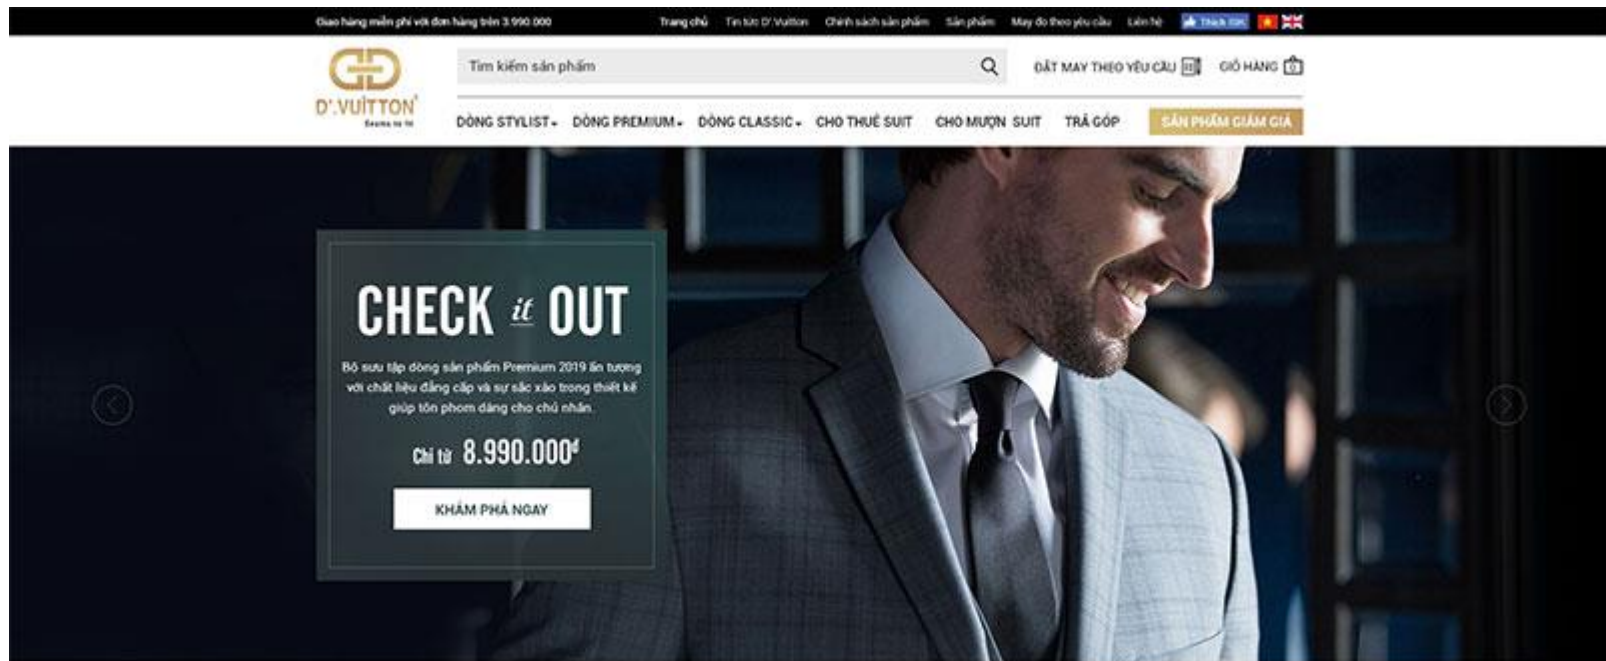 Giao hàng miễn phí với đơn hàng trên 3.990.000
Trang chủ Tin tức D'.Vuitton Chính sách sản phẩm Sản phẩm May đo theo yêu cầu Liên hệ Thích
Tìm kiếm sản phẩm
ĐẶT MAY THEO YÊU CẦU GIỎ HÀNG 0
D'.VUITTON
DÒNG STYLIST DÒNG PREMIUM DÒNG CLASSIC CHO THUÊ SUIT CHO MƯỢN SUIT TRẢ GÓP SẢN PHẨM GIẢM GIÁ
CHECK it OUT
Bộ sưu tập dòng sản phẩm Premium 2019 ấn tượng
với chất liệu đẳng cấp và sự sắc xảo trong thiết kế
giúp tôn phom dáng cho chủ nhân.
Chỉ từ 8.990.000đ
KHÁM PHÁ NGAY